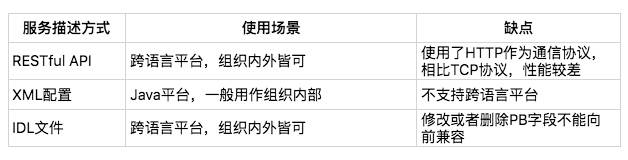 服务描述方式 使用场景 缺点
RESTful API 跨语言平台，组织内外皆可 使用了HTTP作为通信协议，
相比TCP协议，性能较差
XML配置 Java平台，一般用作组织内部 不支持跨语言平台
IDL文件 跨语言平台，组织内外皆可 修改或者删除PB字段不能向
前兼容